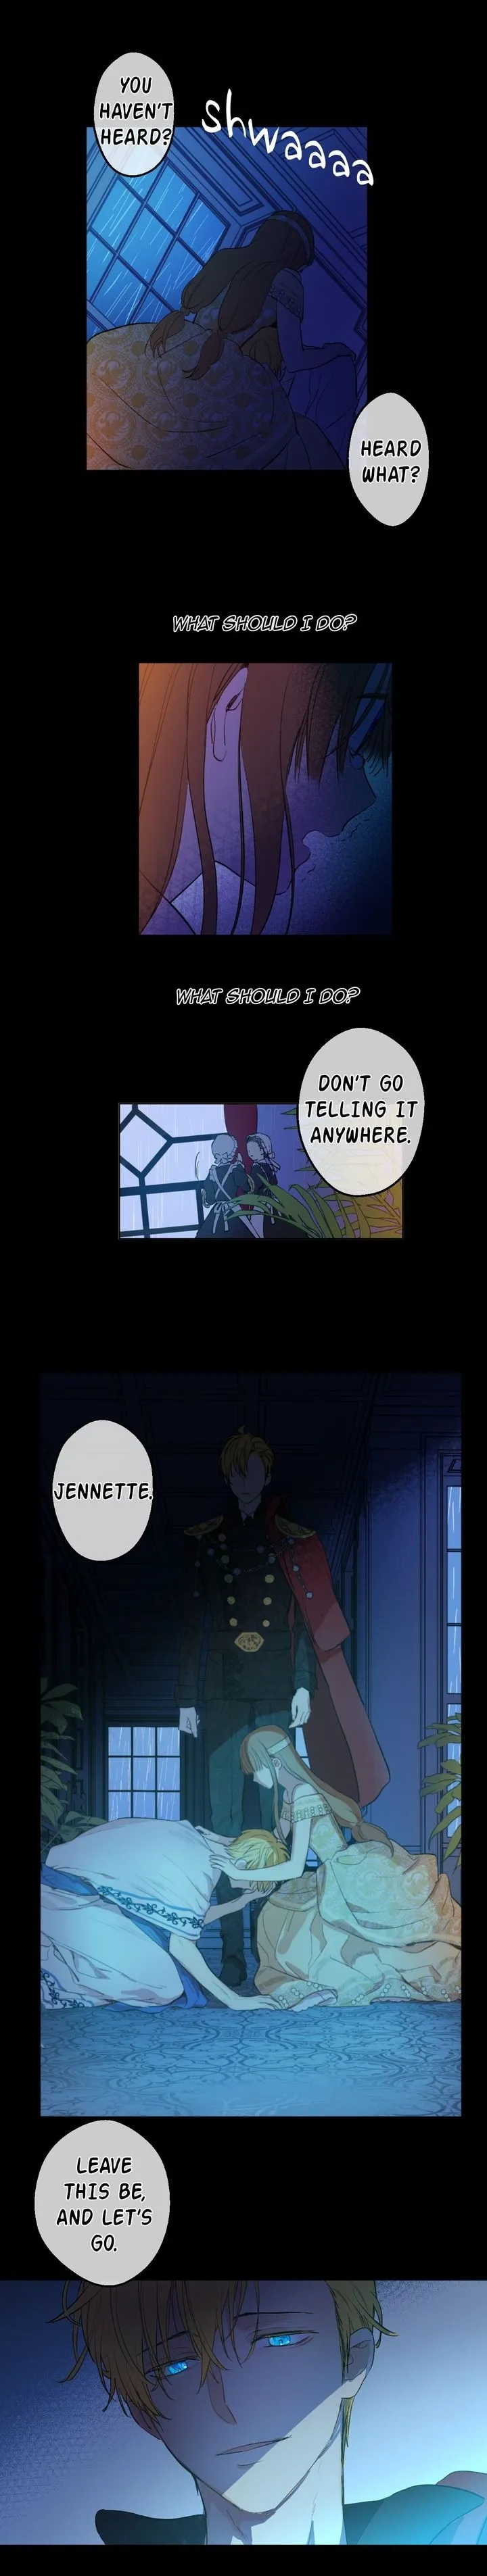 YOU
HAVEN'T
HEARD?
shwaaaa
HEARD
WHAT?
WHAT SHOULD I DO?
WHAT SHOULD I DO?
DON'T GO
TELLING IT
ANYWHERE.
JENNETTE.
LEAVE
THIS BE,
AND LET'S
GO.